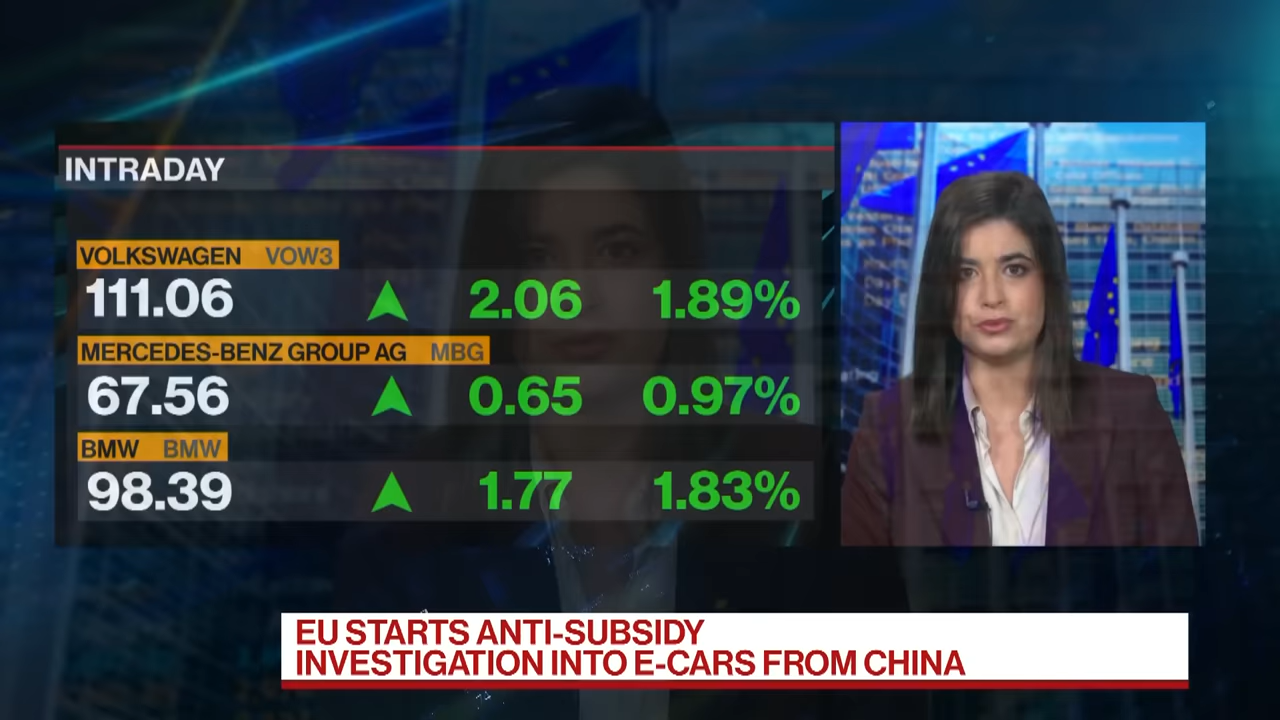 INTRADAY
VOLKSWAGEN VOW3
111.06 2.06 1.89%
MERCEDES-BENZ GROUP AG MBG
67.56 0.65 0.97%
BMW BMW
98.39 1.77 1.83%
EU STARTS ANTI-SUBSIDY
INVESTIGATION INTO E-CARS FROM CHINA